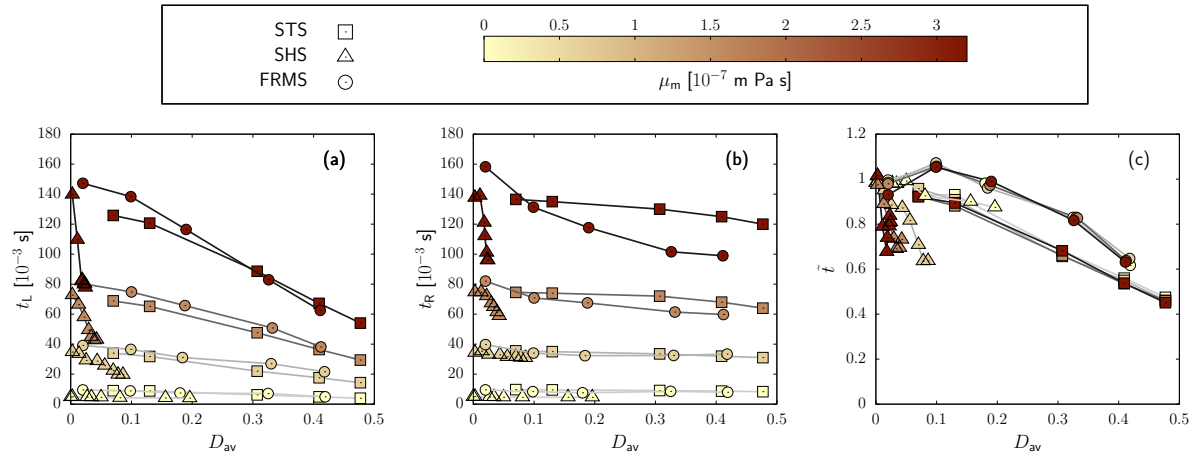 STS
SHS
FRMS
0 0.5 1 1.5 2 2.5 3
μm [10−7 m Pa s]
(a)
180
160
140
120
100
80
60
40
20
0
tL [10−3 s]
0 0.1 0.2 0.3 0.4 0.5
Dav
(b)
180
160
140
120
100
80
60
40
20
0
tR [10−3 s]
0 0.1 0.2 0.3 0.4 0.5
Dav
(c)
1.2
1
0.8
0.6
0.4
0.2
0
t̃
0 0.1 0.2 0.3 0.4 0.5
Dav